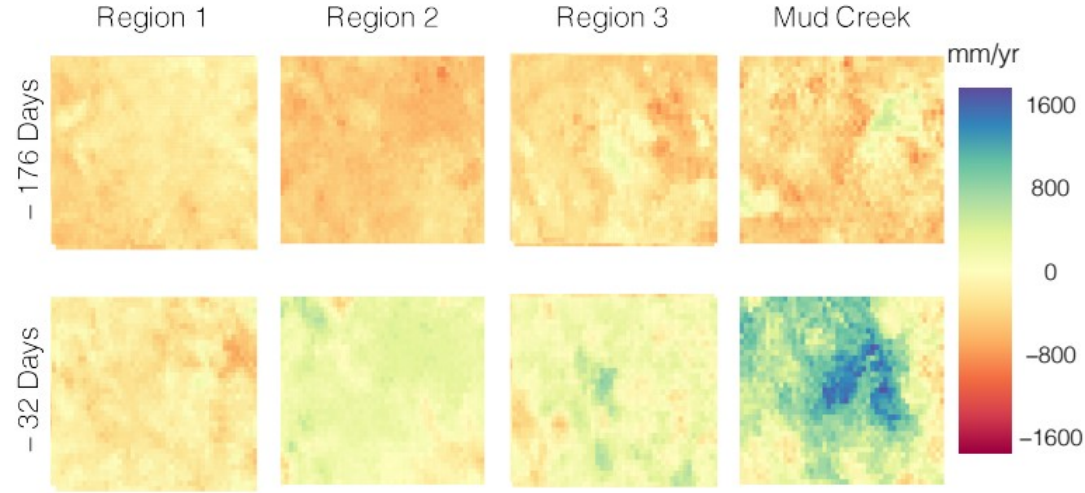 Region 1
Region 2
Region 3
Mud Creek
mm/yr
– 176 Days
– 32 Days
1600
800
0
–800
–1600